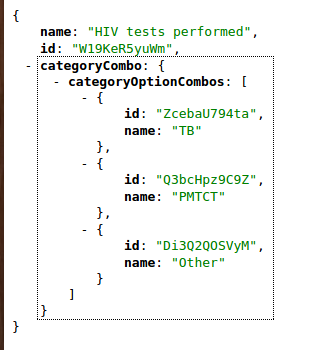 {
name: "HIV tests performed",
id: "W19KeR5yuWm",
- categoryCombo: {
- categoryOptionCombos: [
- {
id: "ZcebaU794ta",
name: "TB"
},
- {
id: "Q3bcHpz9C9Z",
name: "PMTCT"
},
- {
id: "Di3Q2QOSVyM",
name: "Other"
}
]
}
}